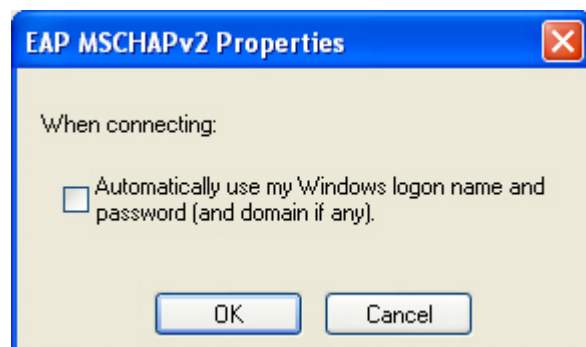 EAP MSCHAPv2 Properties
When connecting:
Automatically use my Windows logon name and
password (and domain if any).
OK Cancel